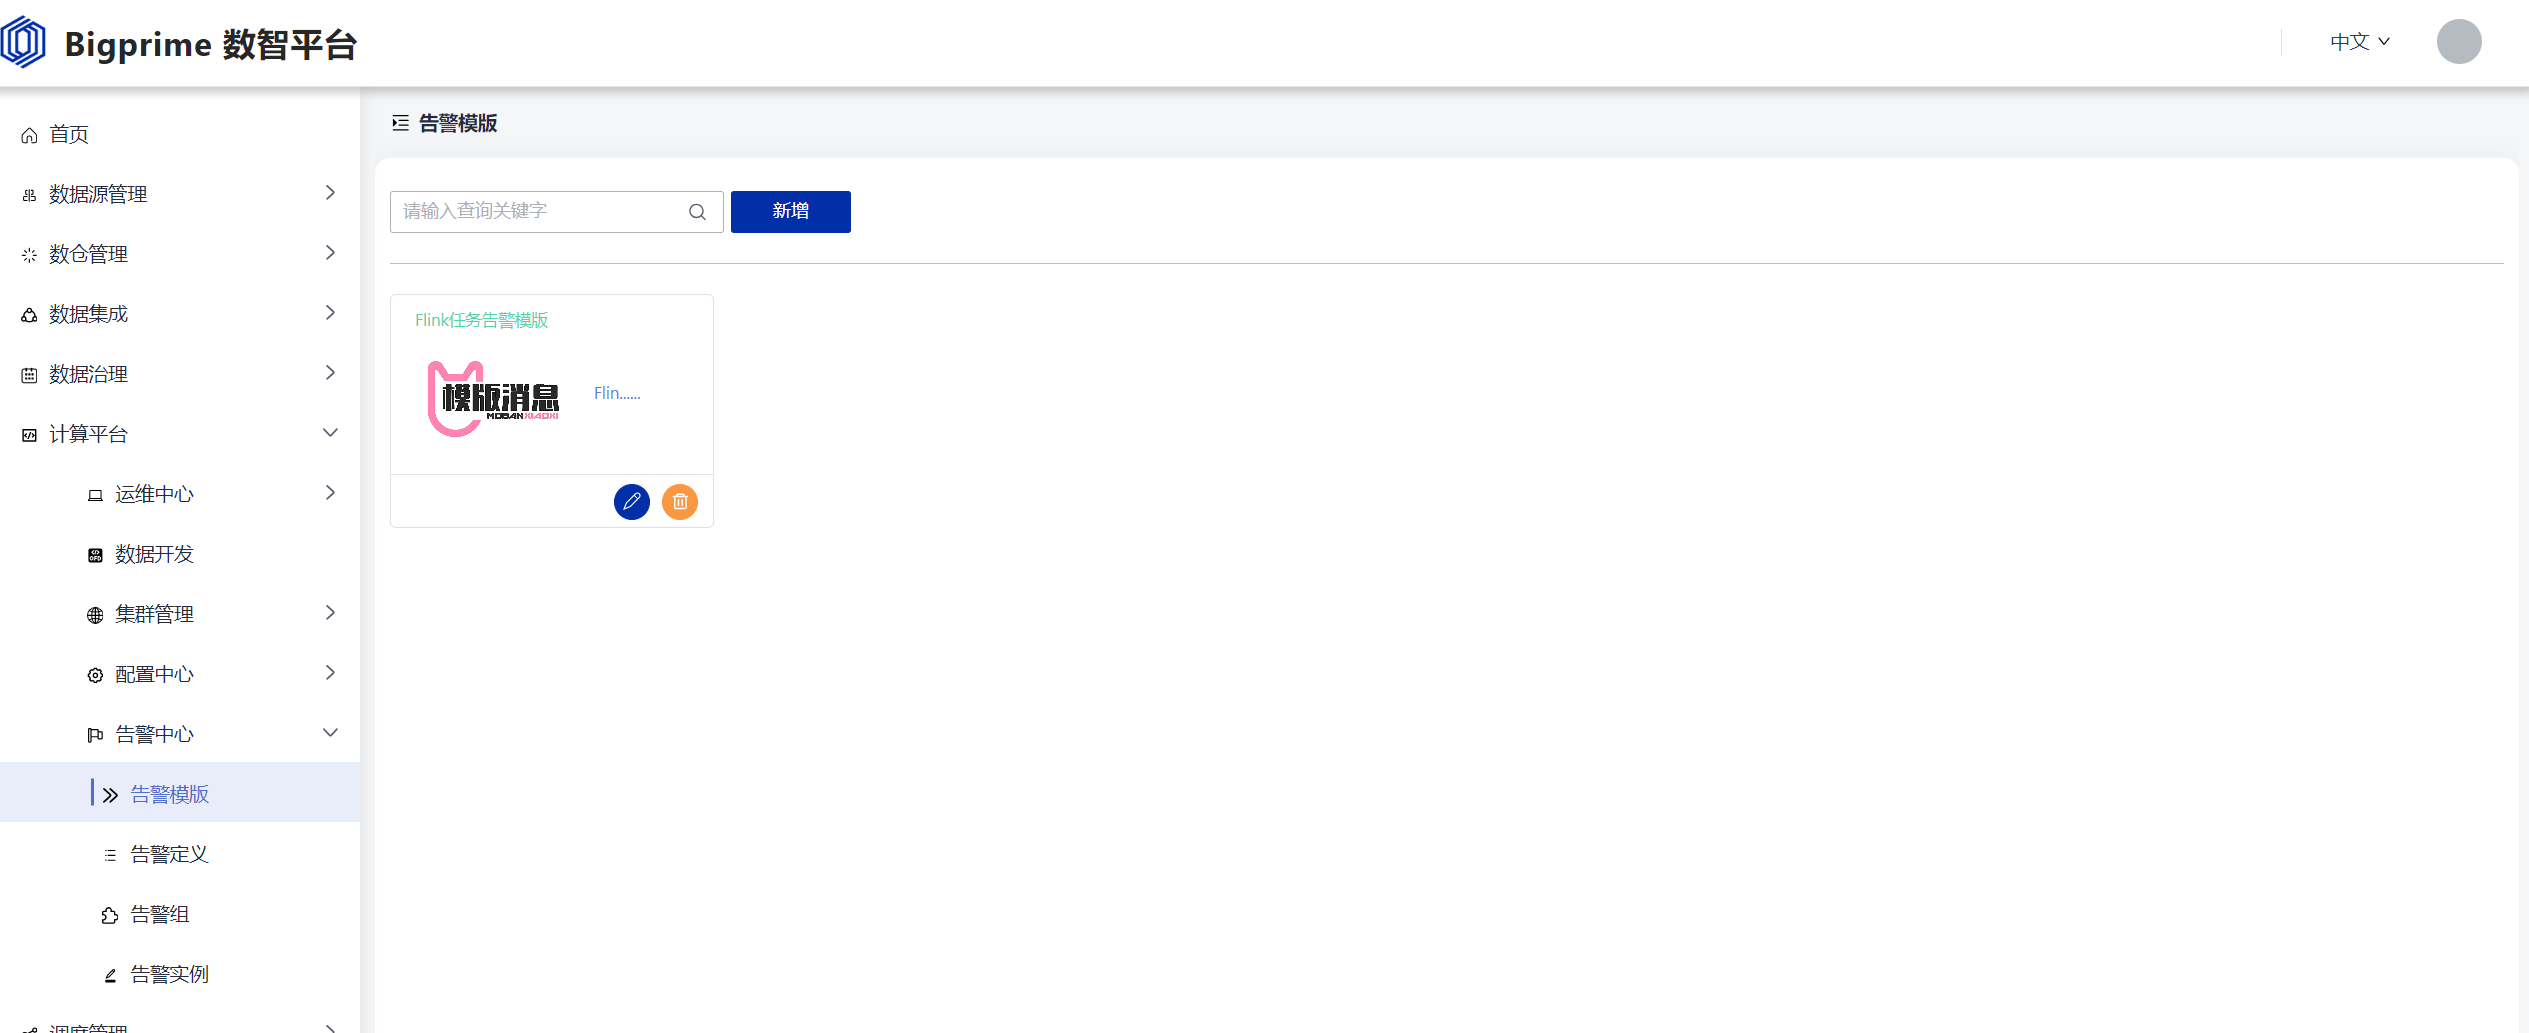 Bigprime 数智平台
中文
首页
数据源管理
数仓管理
数据集成
数据治理
计算平台
运维中心
数据开发
集群管理
配置中心
告警中心
告警模版
告警定义
告警组
告警实例
调度管理
告警模版
请输入查询关键字
新增
Flink任务告警模版
模版消息
MOBANXIAOXI
Flin......